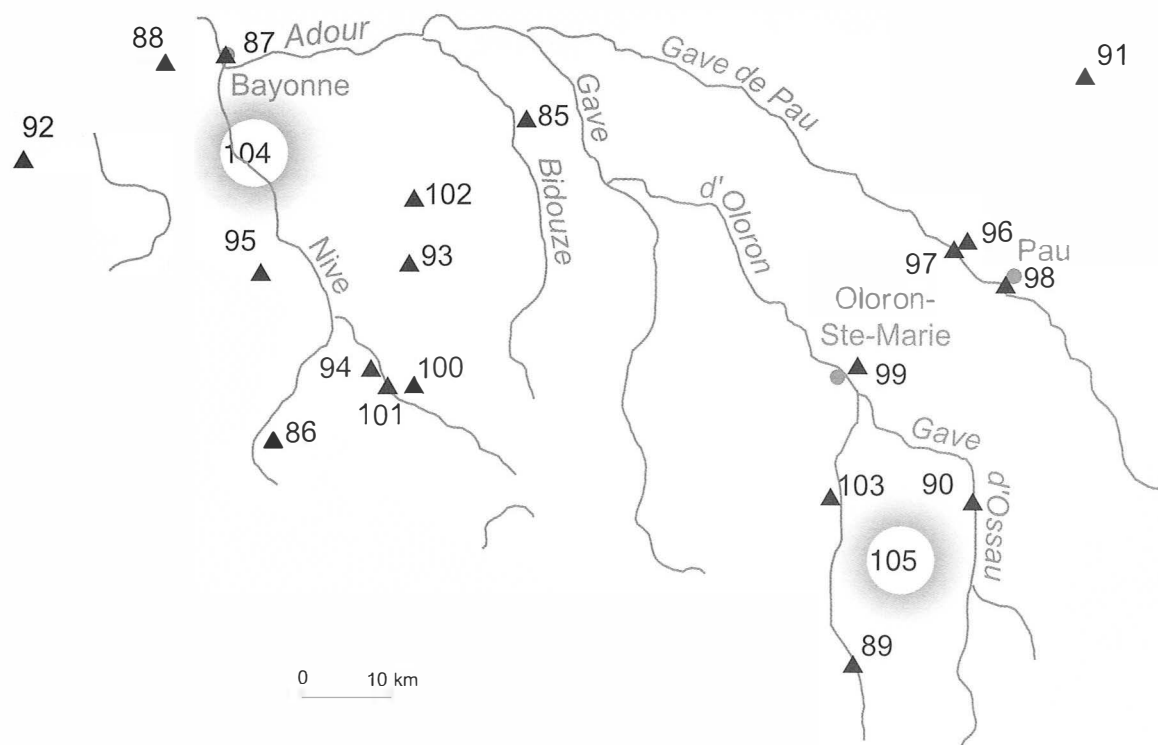 88
87
Adour
Gave de Pau
91
Bayonne
92
85
Gave
104
Bidouze
102
d'Oloron
95
Nive
93
96
97
Pau
98
Oloron-
Ste-Marie
94
100
99
101
86
Gave
103
90
d'Ossau
105
89
0
10 km